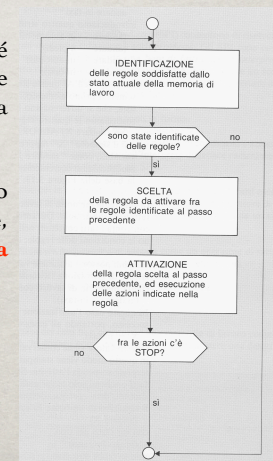 é
e
a
o
,
a
IDENTIFICAZIONE
delle regole soddisfatte dallo
stato attuale della memoria di
lavoro
sono state identificate
delle regole?
no
sì
SCELTA
della regola da attivare fra
le regole identificate al passo
precedente
ATTIVAZIONE
della regola scelta al passo
precedente, ed esecuzione
delle azioni indicate nella
regola
fra le azioni c'è
STOP?
no
sì